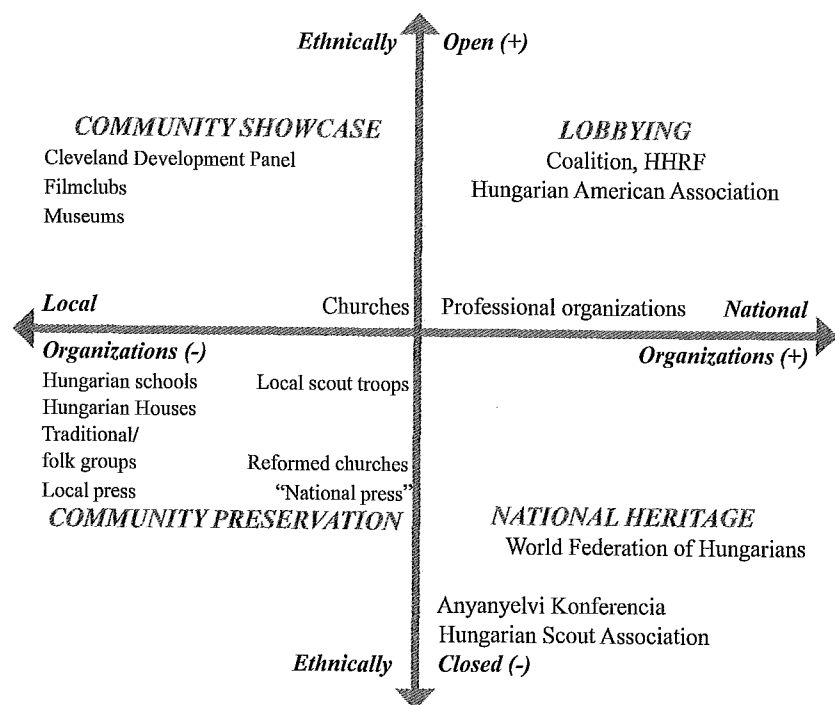 Ethnically Open (+)
COMMUNITY SHOWCASE
Cleveland Development Panel
Filmclubs
Museums
LOBBYING
Coalition, HHRF
Hungarian American Association
Local
Churches
Professional organizations
National
Organizations (-)
Organizations (+)
Hungarian schools
Local scout troops
Hungarian Houses
Traditional/
folk groups
Reformed churches
Local press
"National press"
COMMUNITY PRESERVATION
NATIONAL HERITAGE
World Federation of Hungarians
Anyanyelvi Konferencia
Hungarian Scout Association
Ethnically Closed (-)